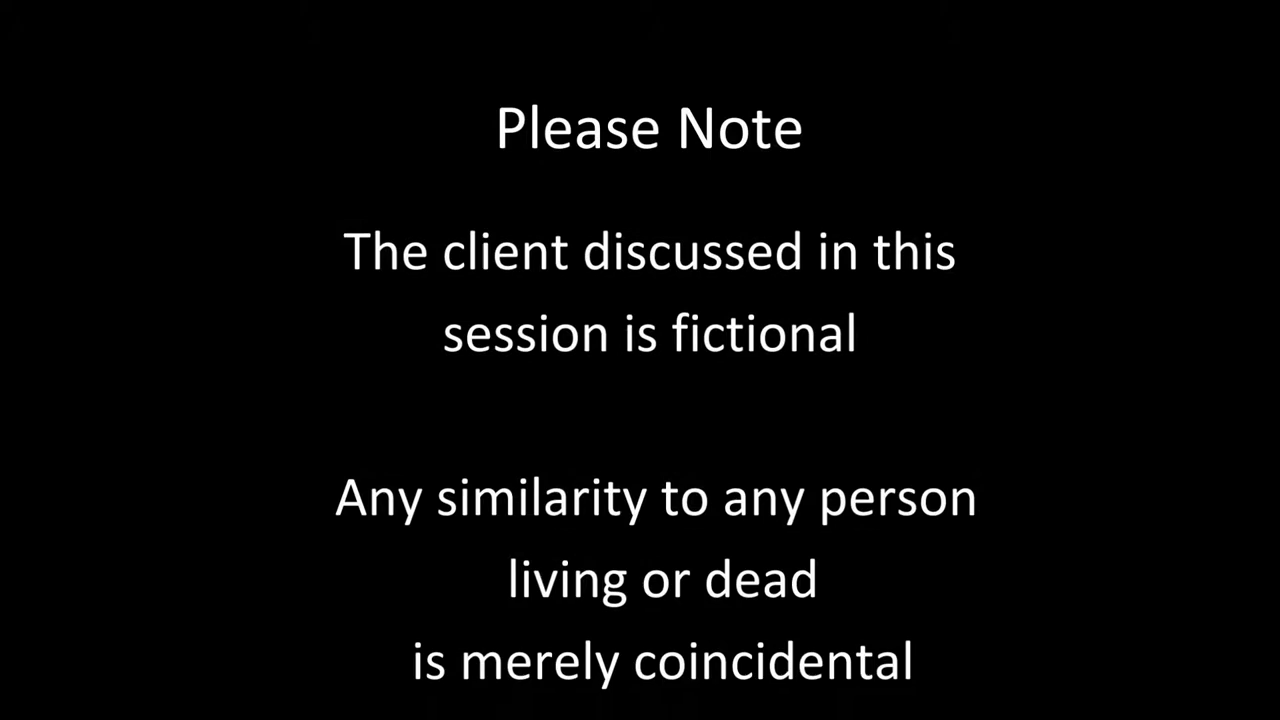 Please Note
The client discussed in this
session is fictional
Any similarity to any person
living or dead
is merely coincidental